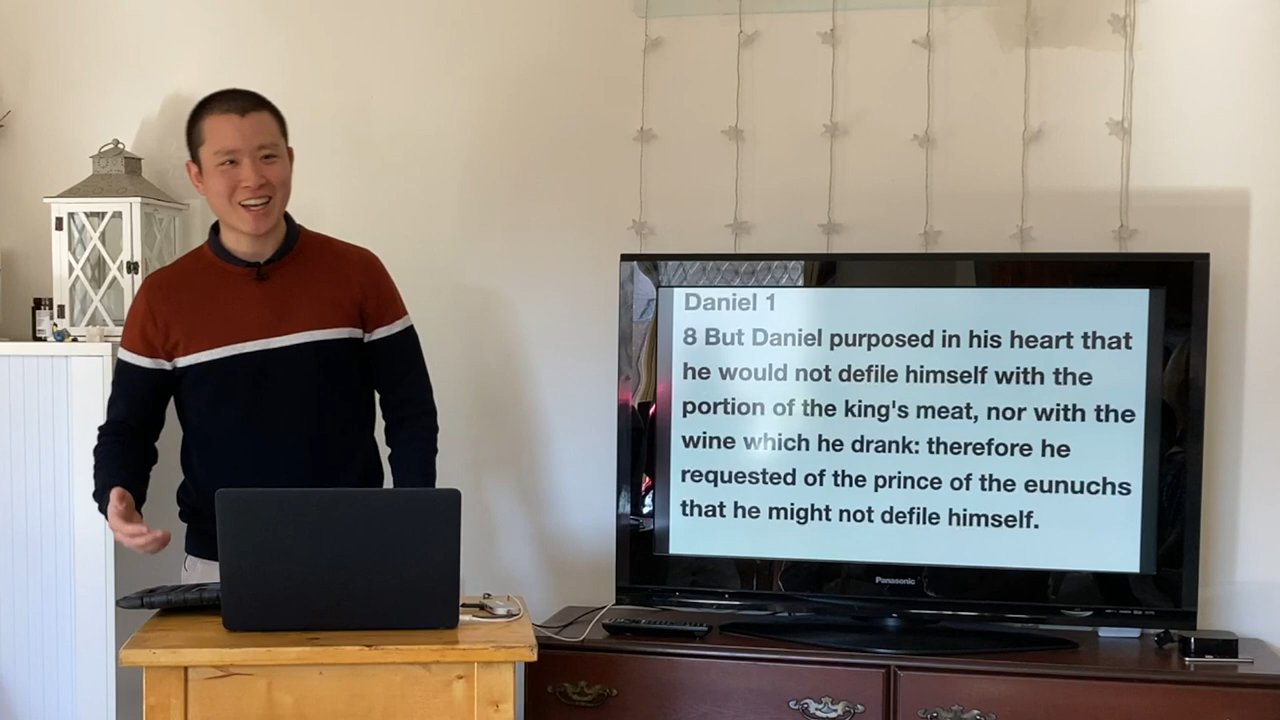 Daniel 1
8 But Daniel purposed in his heart that
he would not defile himself with the
portion of the king's meat, nor with the
wine which he drank: therefore he
requested of the prince of the eunuchs
that he might not defile himself.
Panasonic